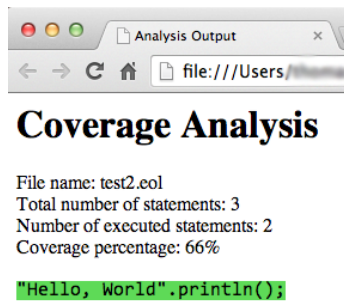 Analysis Output
file:///Users/
Coverage Analysis
File name: test2.eol
Total number of statements: 3
Number of executed statements: 2
Coverage percentage: 66%
"Hello, World".println();